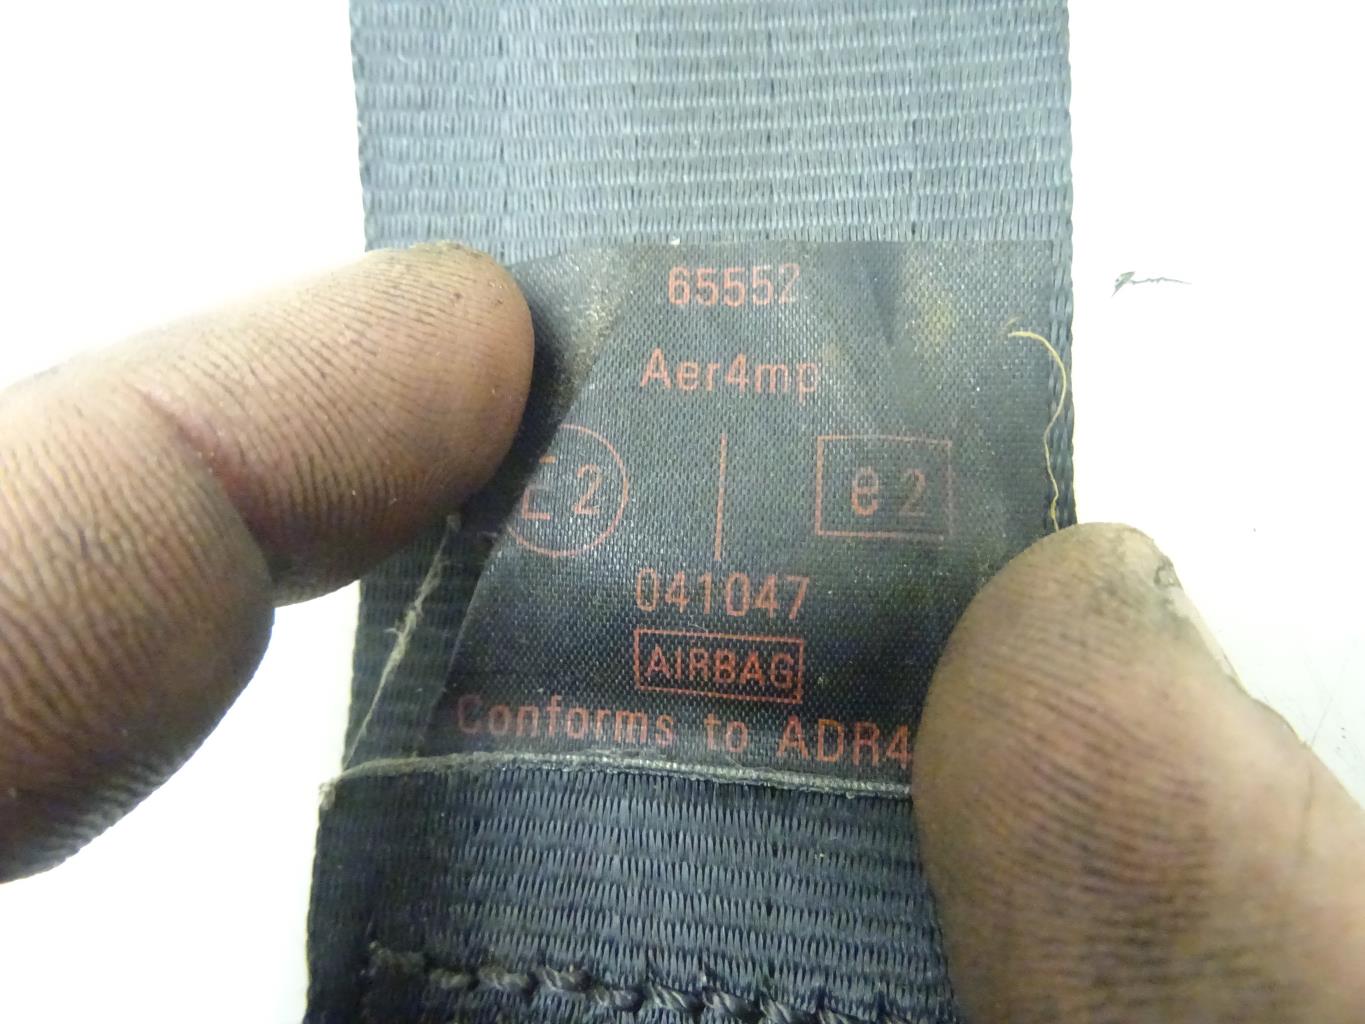 65552
Aer4mp
E2 | e2
041047
AIRBAG
Conforms to ADR4